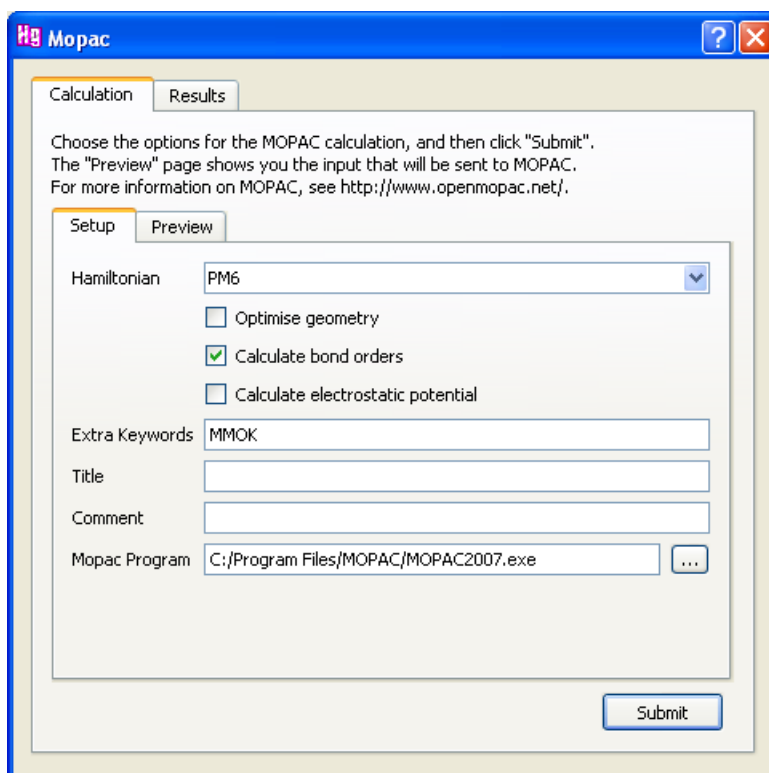 Hg Mopac
Calculation Results
Choose the options for the MOPAC calculation, and then click "Submit".
The "Preview" page shows you the input that will be sent to MOPAC.
For more information on MOPAC, see http://www.openmopac.net/.
Setup Preview
Hamiltonian PM6
Optimise geometry
Calculate bond orders
Calculate electrostatic potential
Extra Keywords MMOK
Title
Comment
Mopac Program C:/Program Files/MOPAC/MOPAC2007.exe ...
Submit